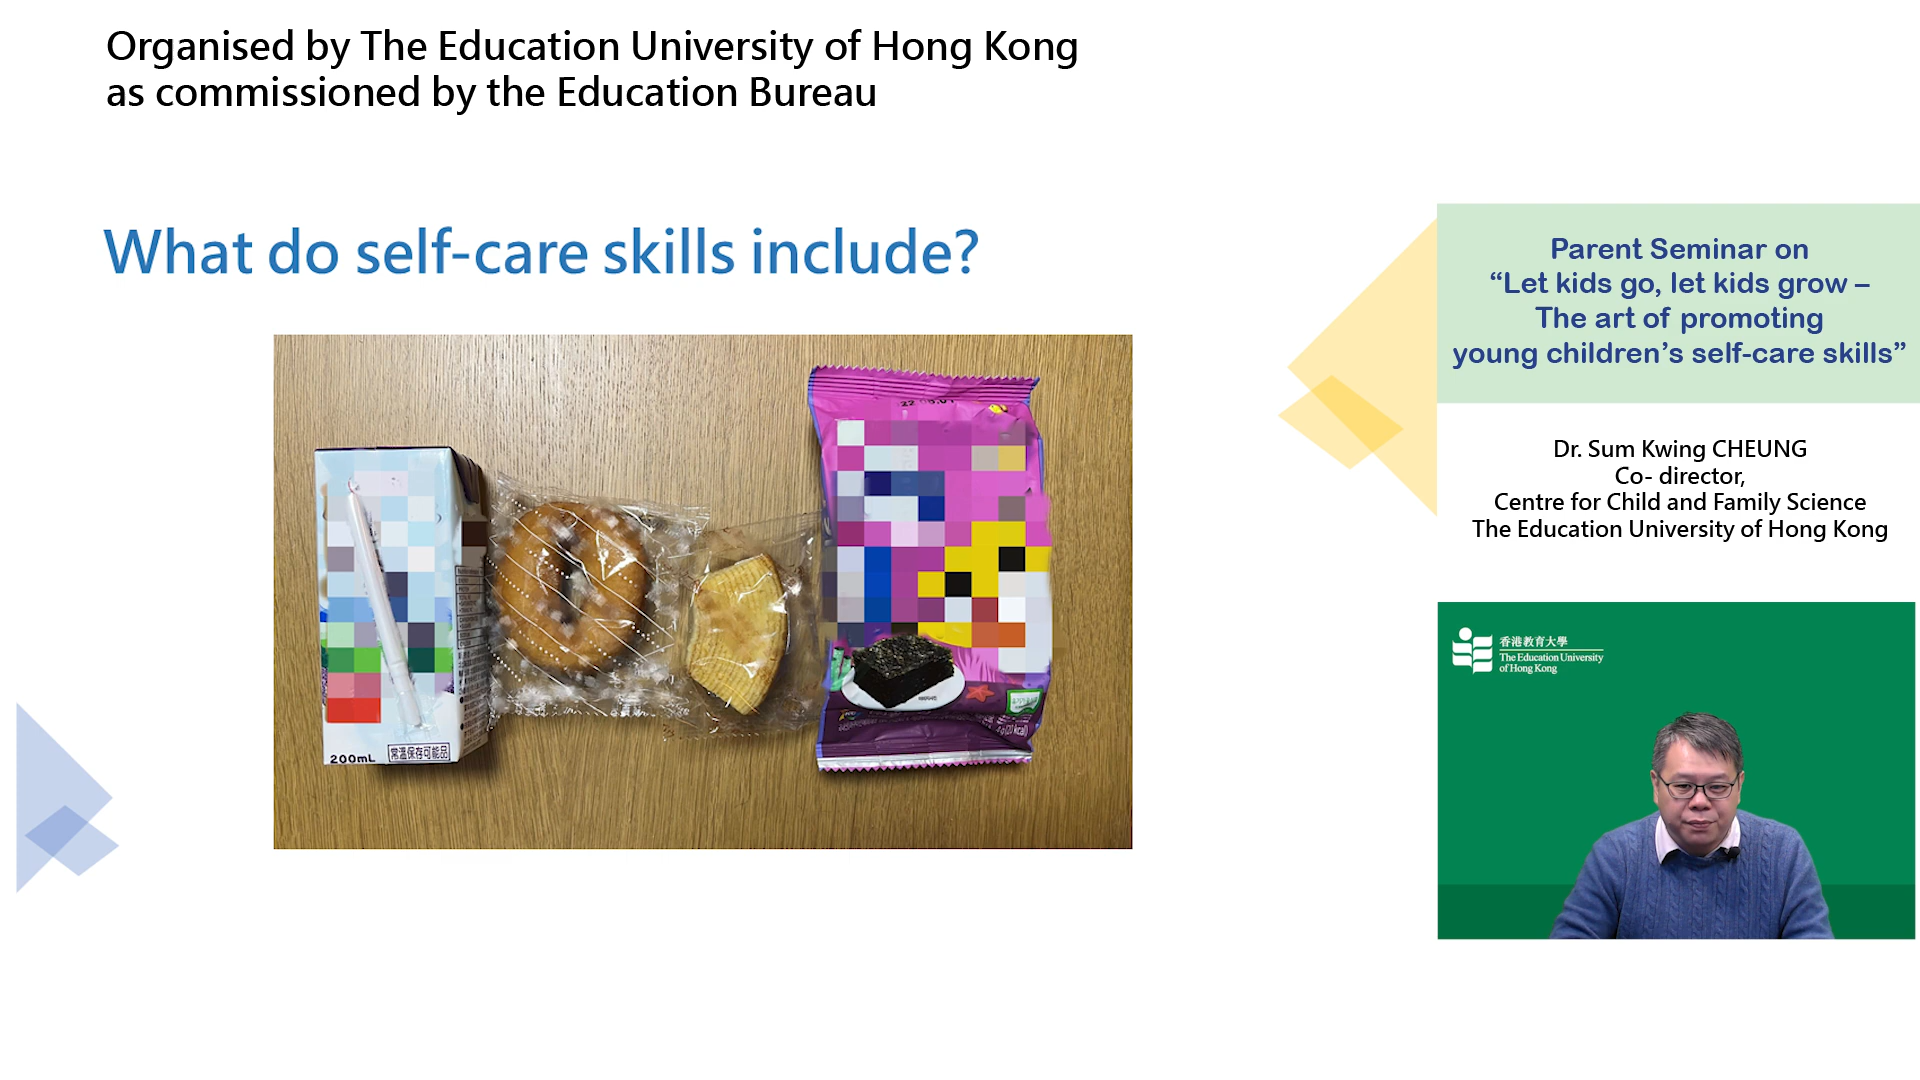 Organised by The Education University of Hong Kong
as commissioned by the Education Bureau
What do self-care skills include?
200mL
常温保存可能品
Parent Seminar on
“Let kids go, let kids grow –
The art of promoting
young children’s self-care skills”
Dr. Sum Kwing CHEUNG
Co- director,
Centre for Child and Family Science
The Education University of Hong Kong
香港教育大學
The Education University
of Hong Kong